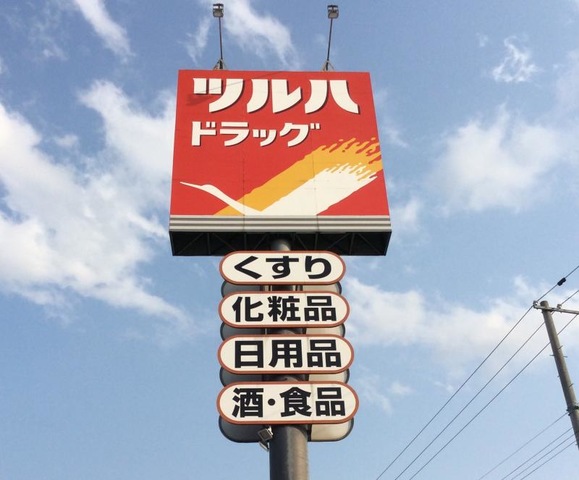 ツルハ
ドラッグ
くすり
化粧品
日用品
酒・食品